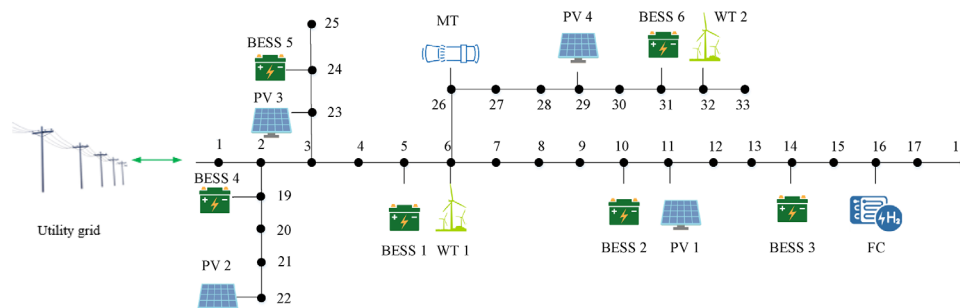 25
BESS 5
24
PV 3
23
MT
PV 4
BESS 6
WT 2
26
27
28
29
30
31
32
33
1
2
3
4
5
6
7
8
9
10
11
12
13
14
15
16
17
1
BESS 4
19
20
21
PV 2
22
Utility grid
BESS 1
WT 1
BESS 2
PV 1
BESS 3
H2
FC